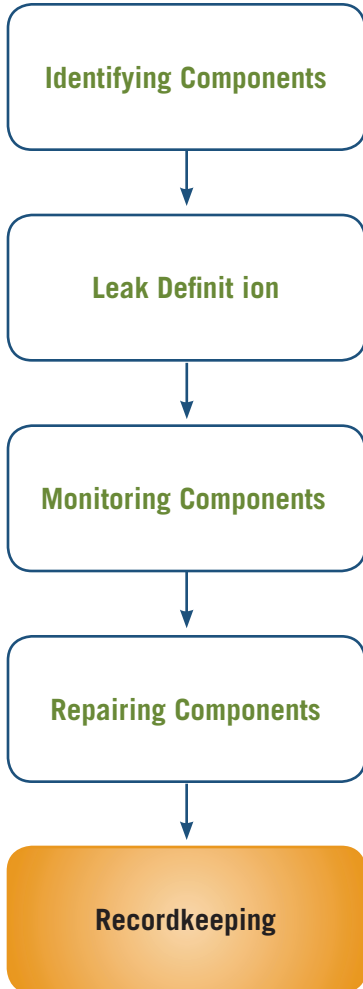 Identifying Components
Leak Definit ion
Monitoring Components
Repairing Components
Recordkeeping